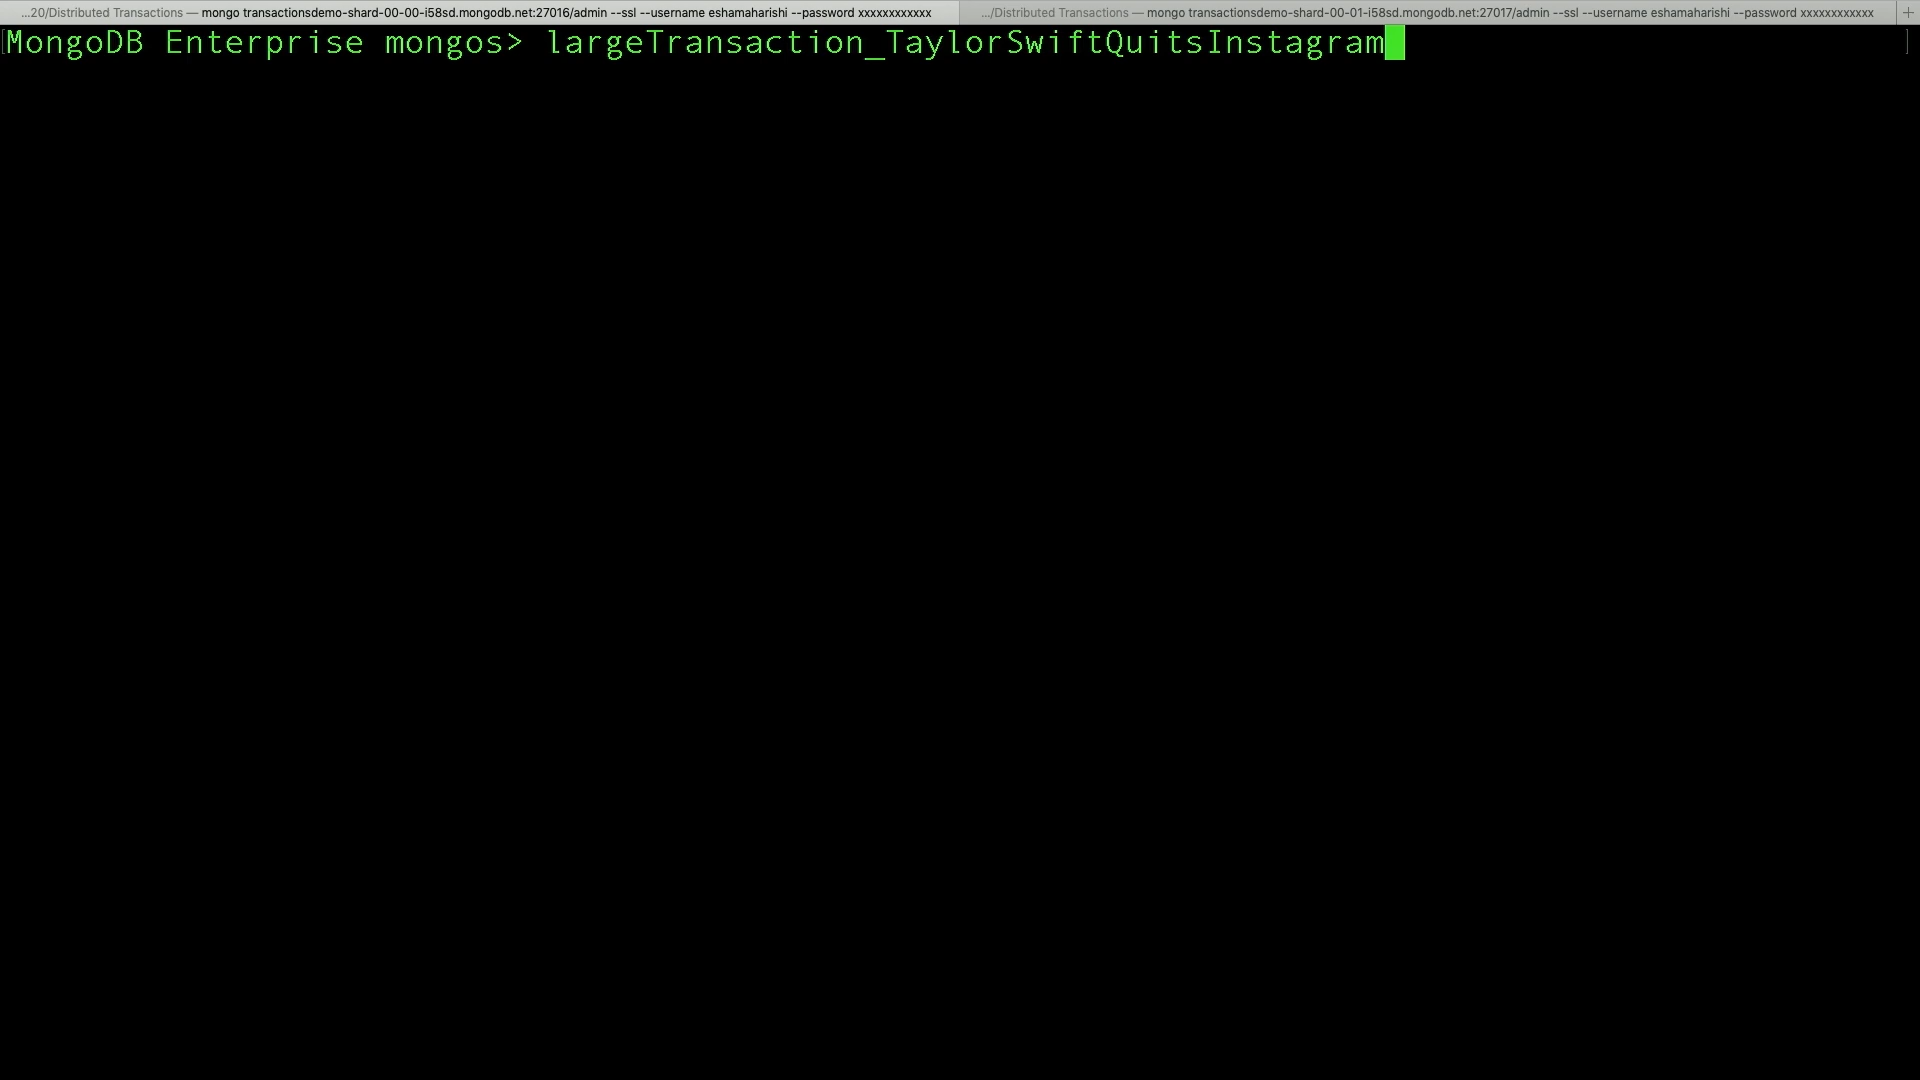 ...20/Distributed Transactions — mongo transactionsdemo-shard-00-00-i58sd.mongodb.net:27016/admin --ssl --username eshamaharishi --password xxxxxxxxxxxx
.../Distributed Transactions — mongo transactionsdemo-shard-00-01-i58sd.mongodb.net:27017/admin --ssl --username eshamaharishi --password xxxxxxxxxxxx
+
[MongoDB Enterprise mongos> largeTransaction_TaylorSwiftQuitsInstagram ]